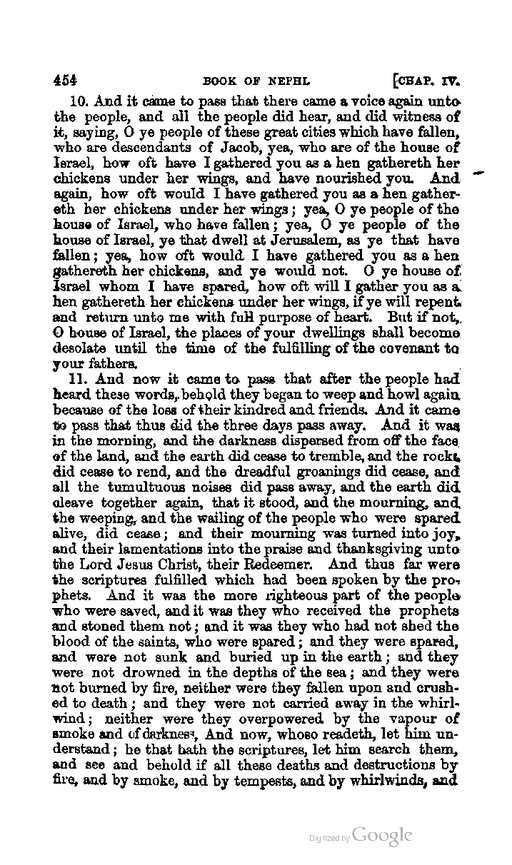 454 BOOK OF NEPHI. [CHAP. IV.
10. And it came to pass that there came a voice again unto
the people, and all the people did hear, and did witness of
it, saying, O ye people of these great cities which have fallen,
who are descendants of Jacob, yea, who are of the house of
Israel, how oft have I gathered you as a hen gathereth her
chickens under her wings, and have nourished you. And
again, how oft would I have gathered you as a hen gather-
eth her chickens under her wings; yea, O ye people of the
house of Israel, who have fallen; yea, O ye people of the
house of Israel, ye that dwell at Jerusalem, as ye that have
fallen; yea, how oft would I have gathered you as a hen
gathereth her chickens, and ye would not. O ye house of
Israel whom I have spared, how oft will I gather you as a
hen gathereth her chickens under her wings, if ye will repent
and return unto me with full purpose of heart. But if not,
O house of Israel, the places of your dwellings shall become
desolate until the time of the fulfilling of the covenant to
your fathers.
11. And now it came to pass that after the people had
heard these words, behold they began to weep and howl again
because of the loss of their kindred and friends. And it came
to pass that thus did the three days pass away. And it was
in the morning, and the darkness dispersed from off the face
of the land, and the earth did cease to tremble, and the rocks
did cease to rend, and the dreadful groanings did cease, and
all the tumultuous noises did pass away, and the earth did
cleave together again, that it stood, and the mourning, and
the weeping, and the wailing of the people who were spared
alive, did cease; and their mourning was turned into joy,
and their lamentations into the praise and thanksgiving unto
the Lord Jesus Christ, their Redeemer. And thus far were
the scriptures fulfilled which had been spoken by the pro-
phets. And it was the more righteous part of the people
who were saved, and it was they who received the prophets
and stoned them not; and it was they who had not shed the
blood of the saints, who were spared; and they were spared,
and were not sunk and buried up in the earth; and they
were not drowned in the depths of the sea; and they were
not burned by fire, neither were they fallen upon and crush-
ed to death; and they were not carried away in the whirl-
wind; neither were they overpowered by the vapour of
smoke and of darkness. And now, whoso readeth, let him un-
derstand; he that hath the scriptures, let him search them,
and see and behold if all these deaths and destructions by
fire, and by smoke, and by tempests, and by whirlwinds, and
Digitized by Google